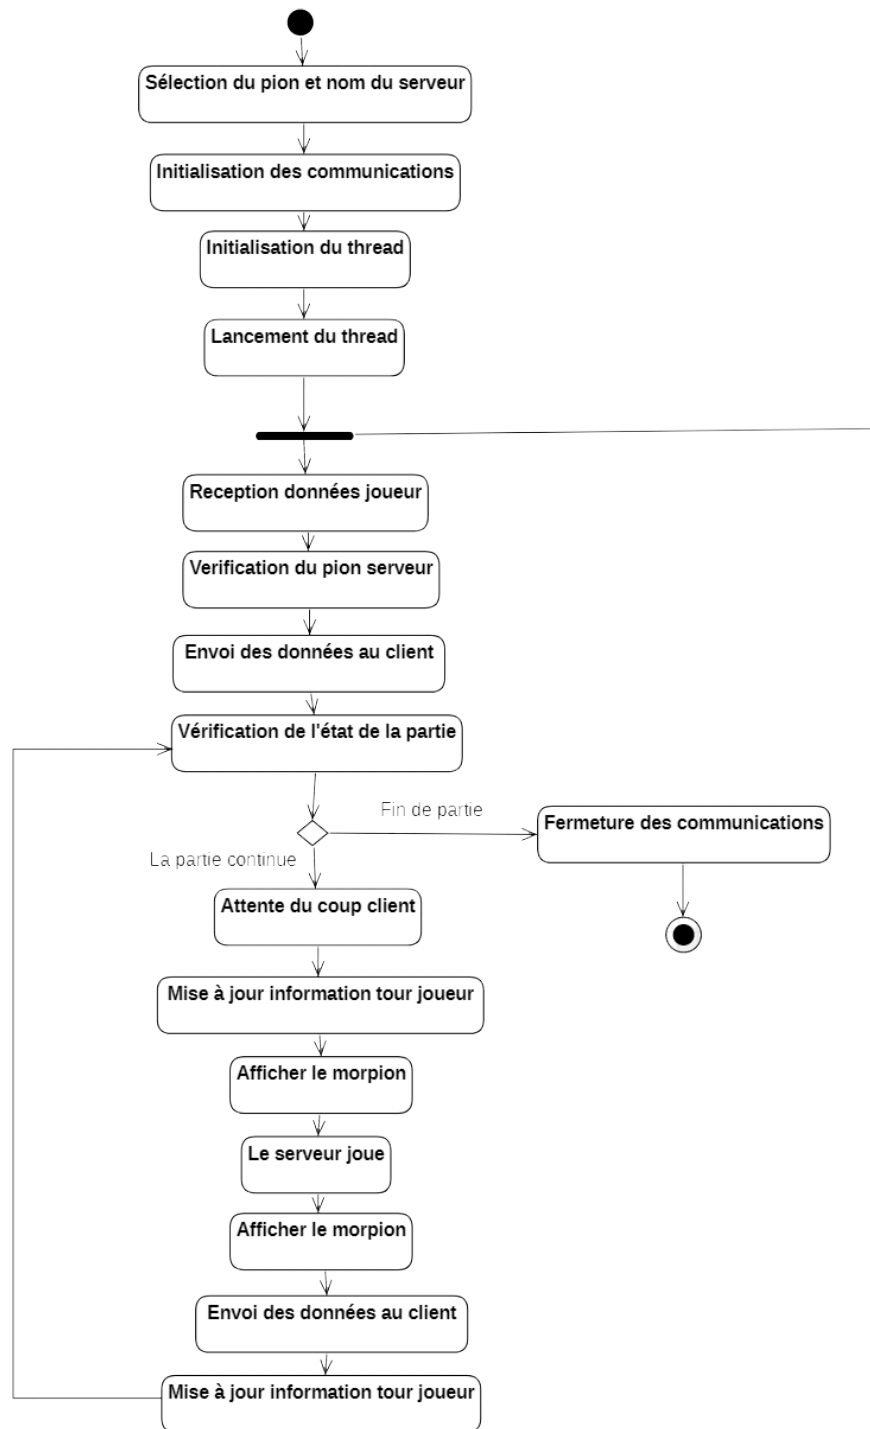 Sélection du pion et nom du serveur
Initialisation des communications
Initialisation du thread
Lancement du thread
Reception données joueur
Verification du pion serveur
Envoi des données au client
Vérification de l'état de la partie
Fin de partie
Fermeture des communications
La partie continue
Attente du coup client
Mise à jour information tour joueur
Afficher le morpion
Le serveur joue
Afficher le morpion
Envoi des données au client
Mise à jour information tour joueur